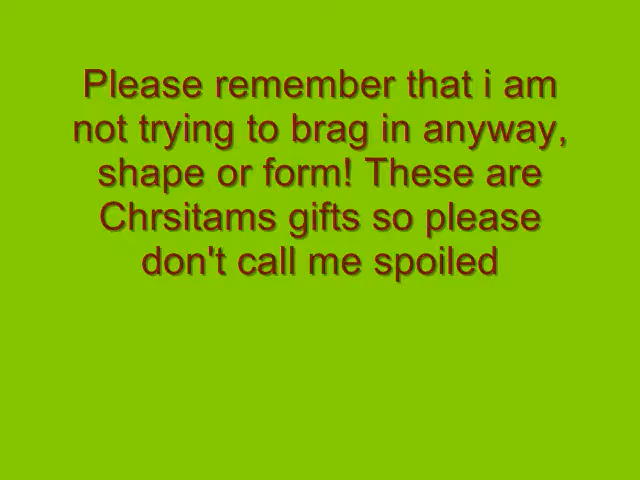 Please remember that i am
not trying to brag in anyway,
shape or form! These are
Chrsitams gifts so please
don't call me spoiled